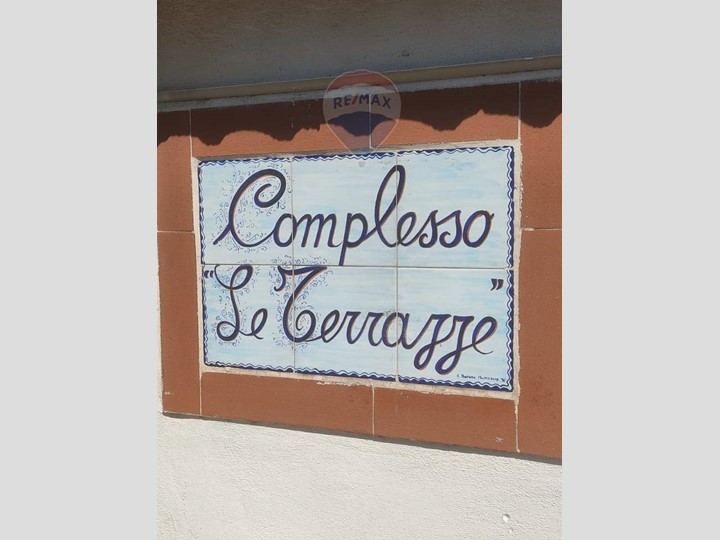 RE/MAX
Complesso
"Le Terrazze"